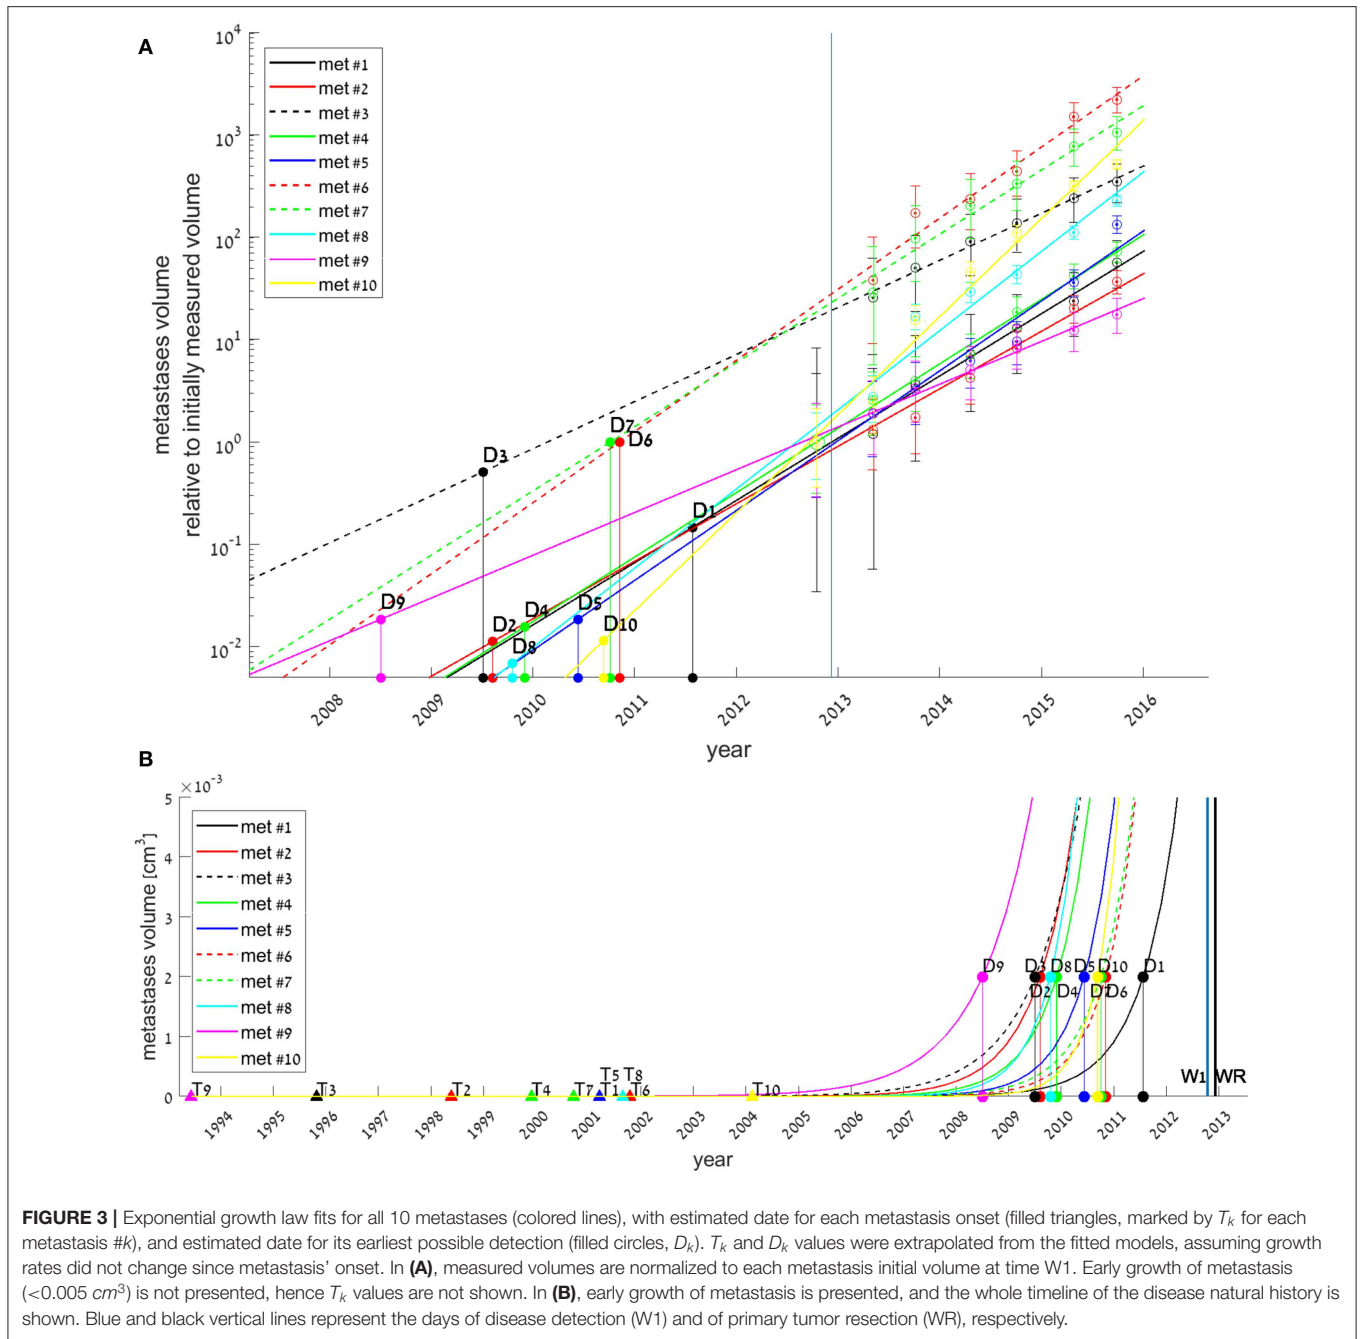 A
10^4
10^3
10^2
10^1
10^0
10^-1
10^-2
metastases volume
relative to initially measured volume
met #1
met #2
met #3
met #4
met #5
met #6
met #7
met #8
met #9
met #10
D3
D7
D6
D1
D9
D2
D4
D5
D8
D10
2008
2009
2010
2011
2012
2013
2014
2015
2016
year
B
×10^-3
5
4
3
2
1
0
metastases volume [cm^3]
met #1
met #2
met #3
met #4
met #5
met #6
met #7
met #8
met #9
met #10
D9
D3
D8
D5
D10
D1
D2
D4
D7
D6
W1
WR
T5
T8
T9
T3
T2
T4
T7
T1
T6
T10
1994
1995
1996
1997
1998
1999
2000
2001
2002
2003
2004
2005
2006
2007
2008
2009
2010
2011
2012
2013
year
FIGURE 3 | Exponential growth law fits for all 10 metastases (colored lines), with estimated date for each metastasis onset (filled triangles, marked by T_k for each
metastasis #k), and estimated date for its earliest possible detection (filled circles, D_k). T_k and D_k values were extrapolated from the fitted models, assuming growth
rates did not change since metastasis' onset. In (A), measured volumes are normalized to each metastasis initial volume at time W1. Early growth of metastasis
(<0.005 cm^3) is not presented, hence T_k values are not shown. In (B), early growth of metastasis is presented, and the whole timeline of the disease natural history is
shown. Blue and black vertical lines represent the days of disease detection (W1) and of primary tumor resection (WR), respectively.